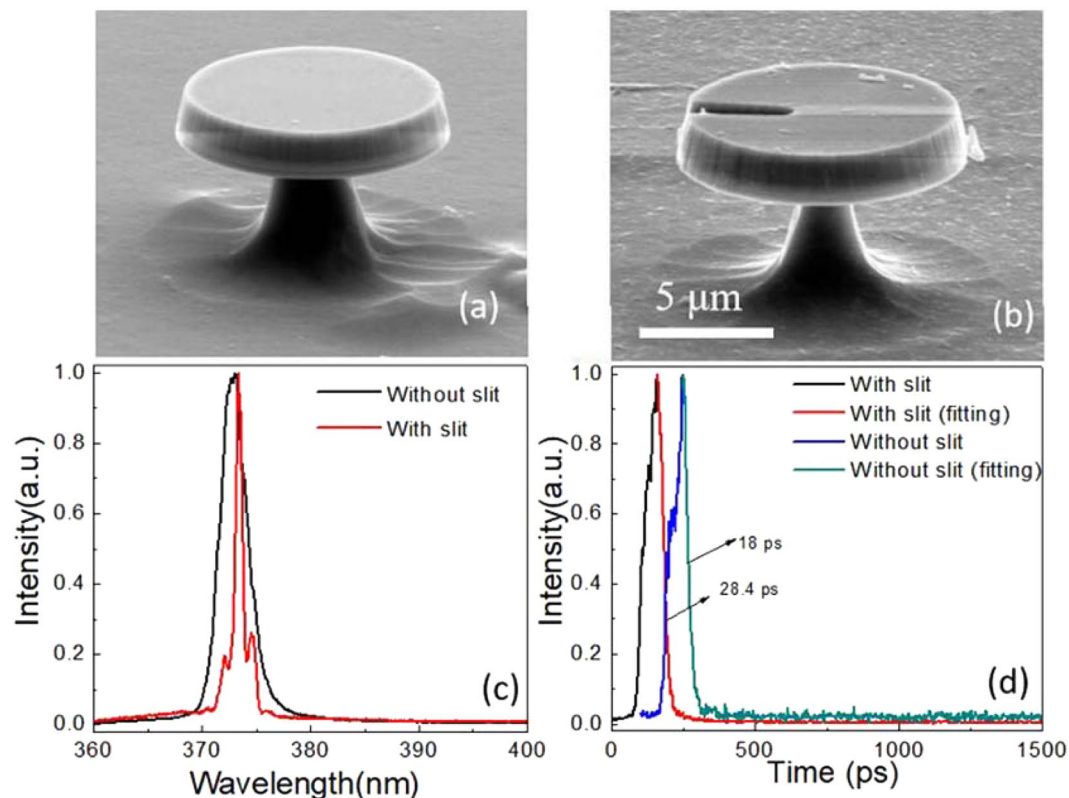 (a)
5 μm
(b)
1.0
0.8
0.6
0.4
0.2
0.0
Intensity(a.u.)
Without slit
With slit
(c)
360
370
380
390
400
Wavelength(nm)
1.0
0.8
0.6
0.4
0.2
0.0
Intensity(a.u.)
With slit
With slit (fitting)
Without slit
Without slit (fitting)
18 ps
28.4 ps
(d)
0
500
1000
1500
Time (ps)